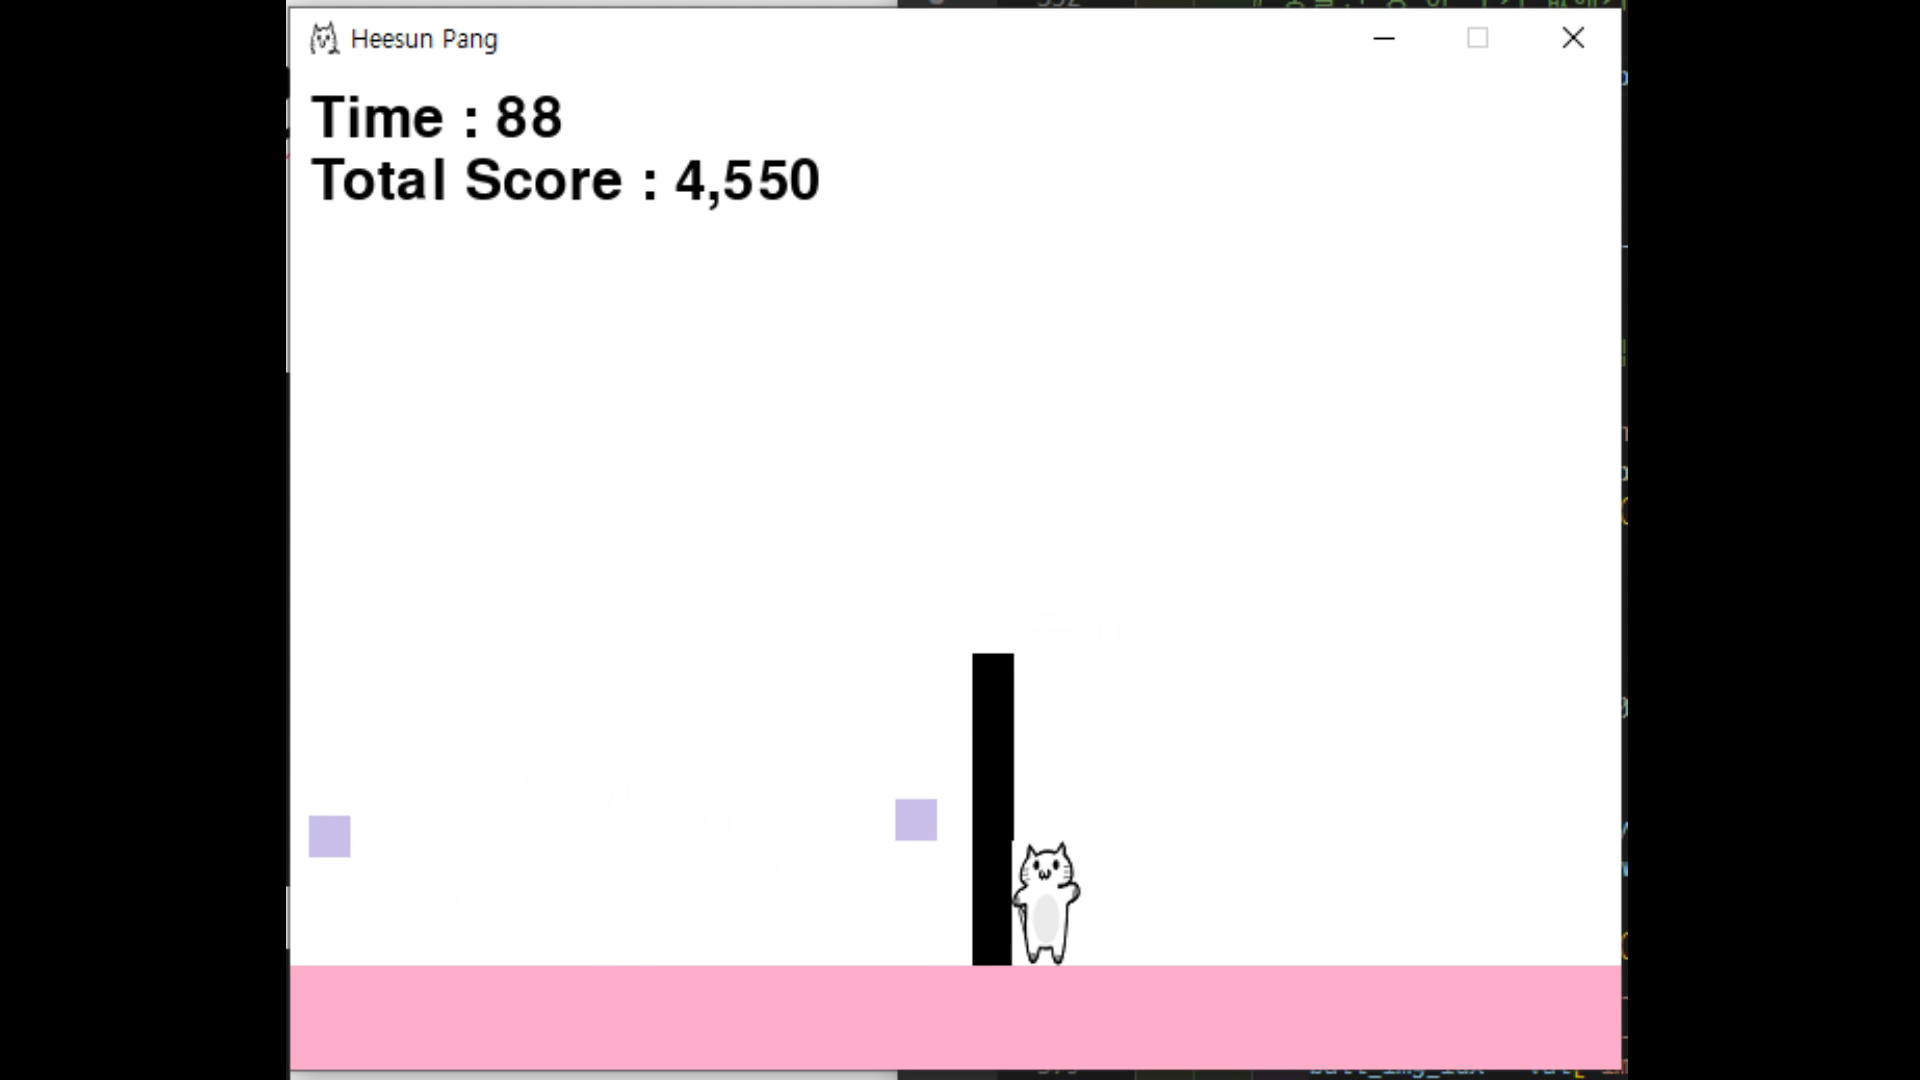 Heesun Pang
Time : 88
Total Score : 4,550